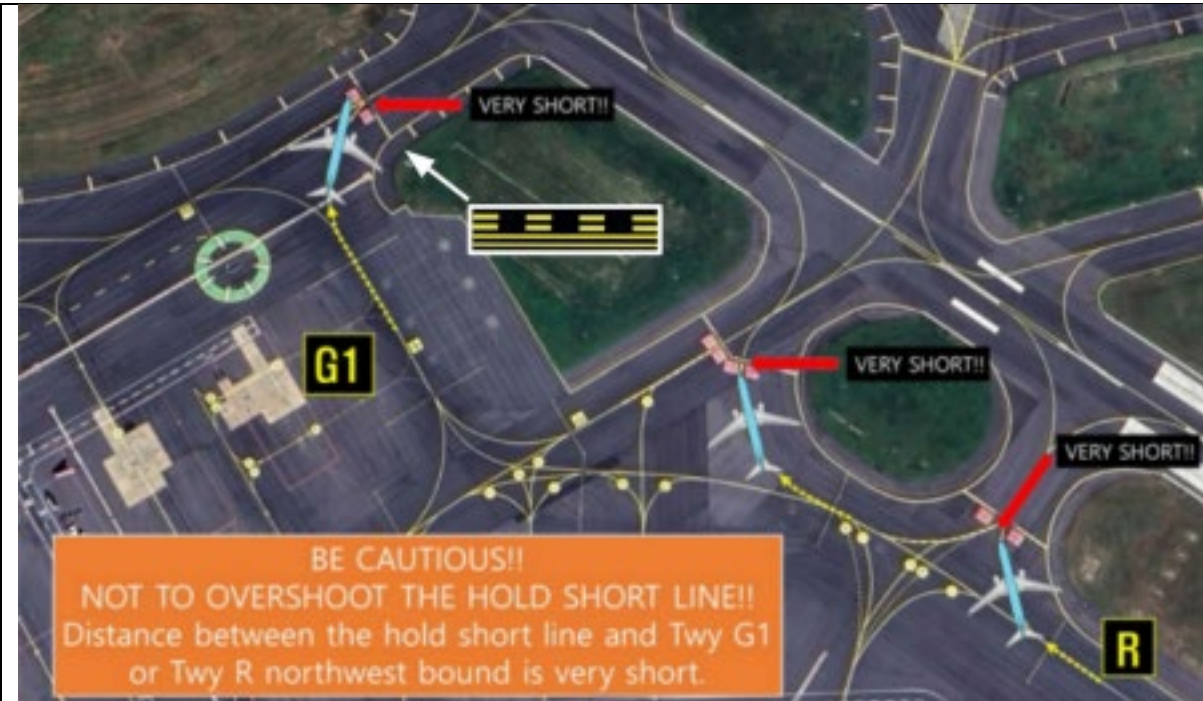 VERY SHORT!!
G1
VERY SHORT!!
VERY SHORT!!
BE CAUTIOUS!!
NOT TO OVERSHOOT THE HOLD SHORT LINE!!
Distance between the hold short line and Twy G1
or Twy R northwest bound is very short.
R